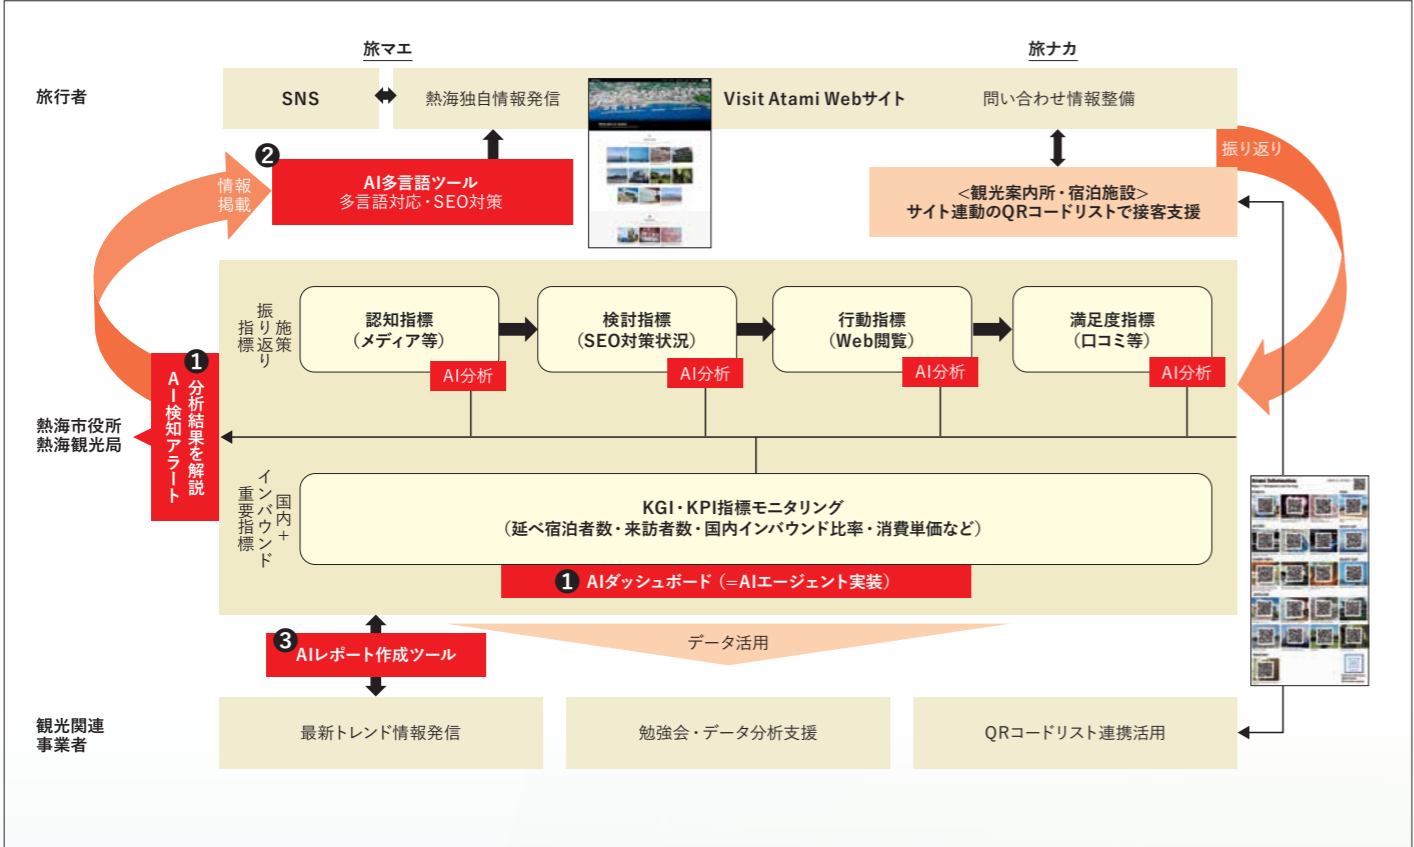 旅マエ
旅ナカ
旅行者
SNS
熱海独自情報発信
Visit Atami Webサイト
問い合わせ情報整備
❷
AI多言語ツール
多言語対応・SEO対策
情報
掲載
振り返り
<観光案内所・宿泊施設>
サイト連動のQRコードリストで接客支援
施策
振り返り
指標
認知指標
(メディア等)
検討指標
(SEO対策状況)
行動指標
(Web閲覧)
満足度指標
(口コミ等)
AI分析
AI分析
AI分析
AI分析
❶
分析結果を解説
AI検知アラート
熱海市役所
熱海観光局
国内+
インバウンド
重要指標
KGI・KPI指標モニタリング
(延べ宿泊者数・来訪者数・国内インバウンド比率・消費単価など)
❶ AIダッシュボード(=AIエージェント実装)
❸
AIレポート作成ツール
データ活用
Atami Information
観光関連
事業者
最新トレンド情報発信
勉強会・データ分析支援
QRコードリスト連携活用